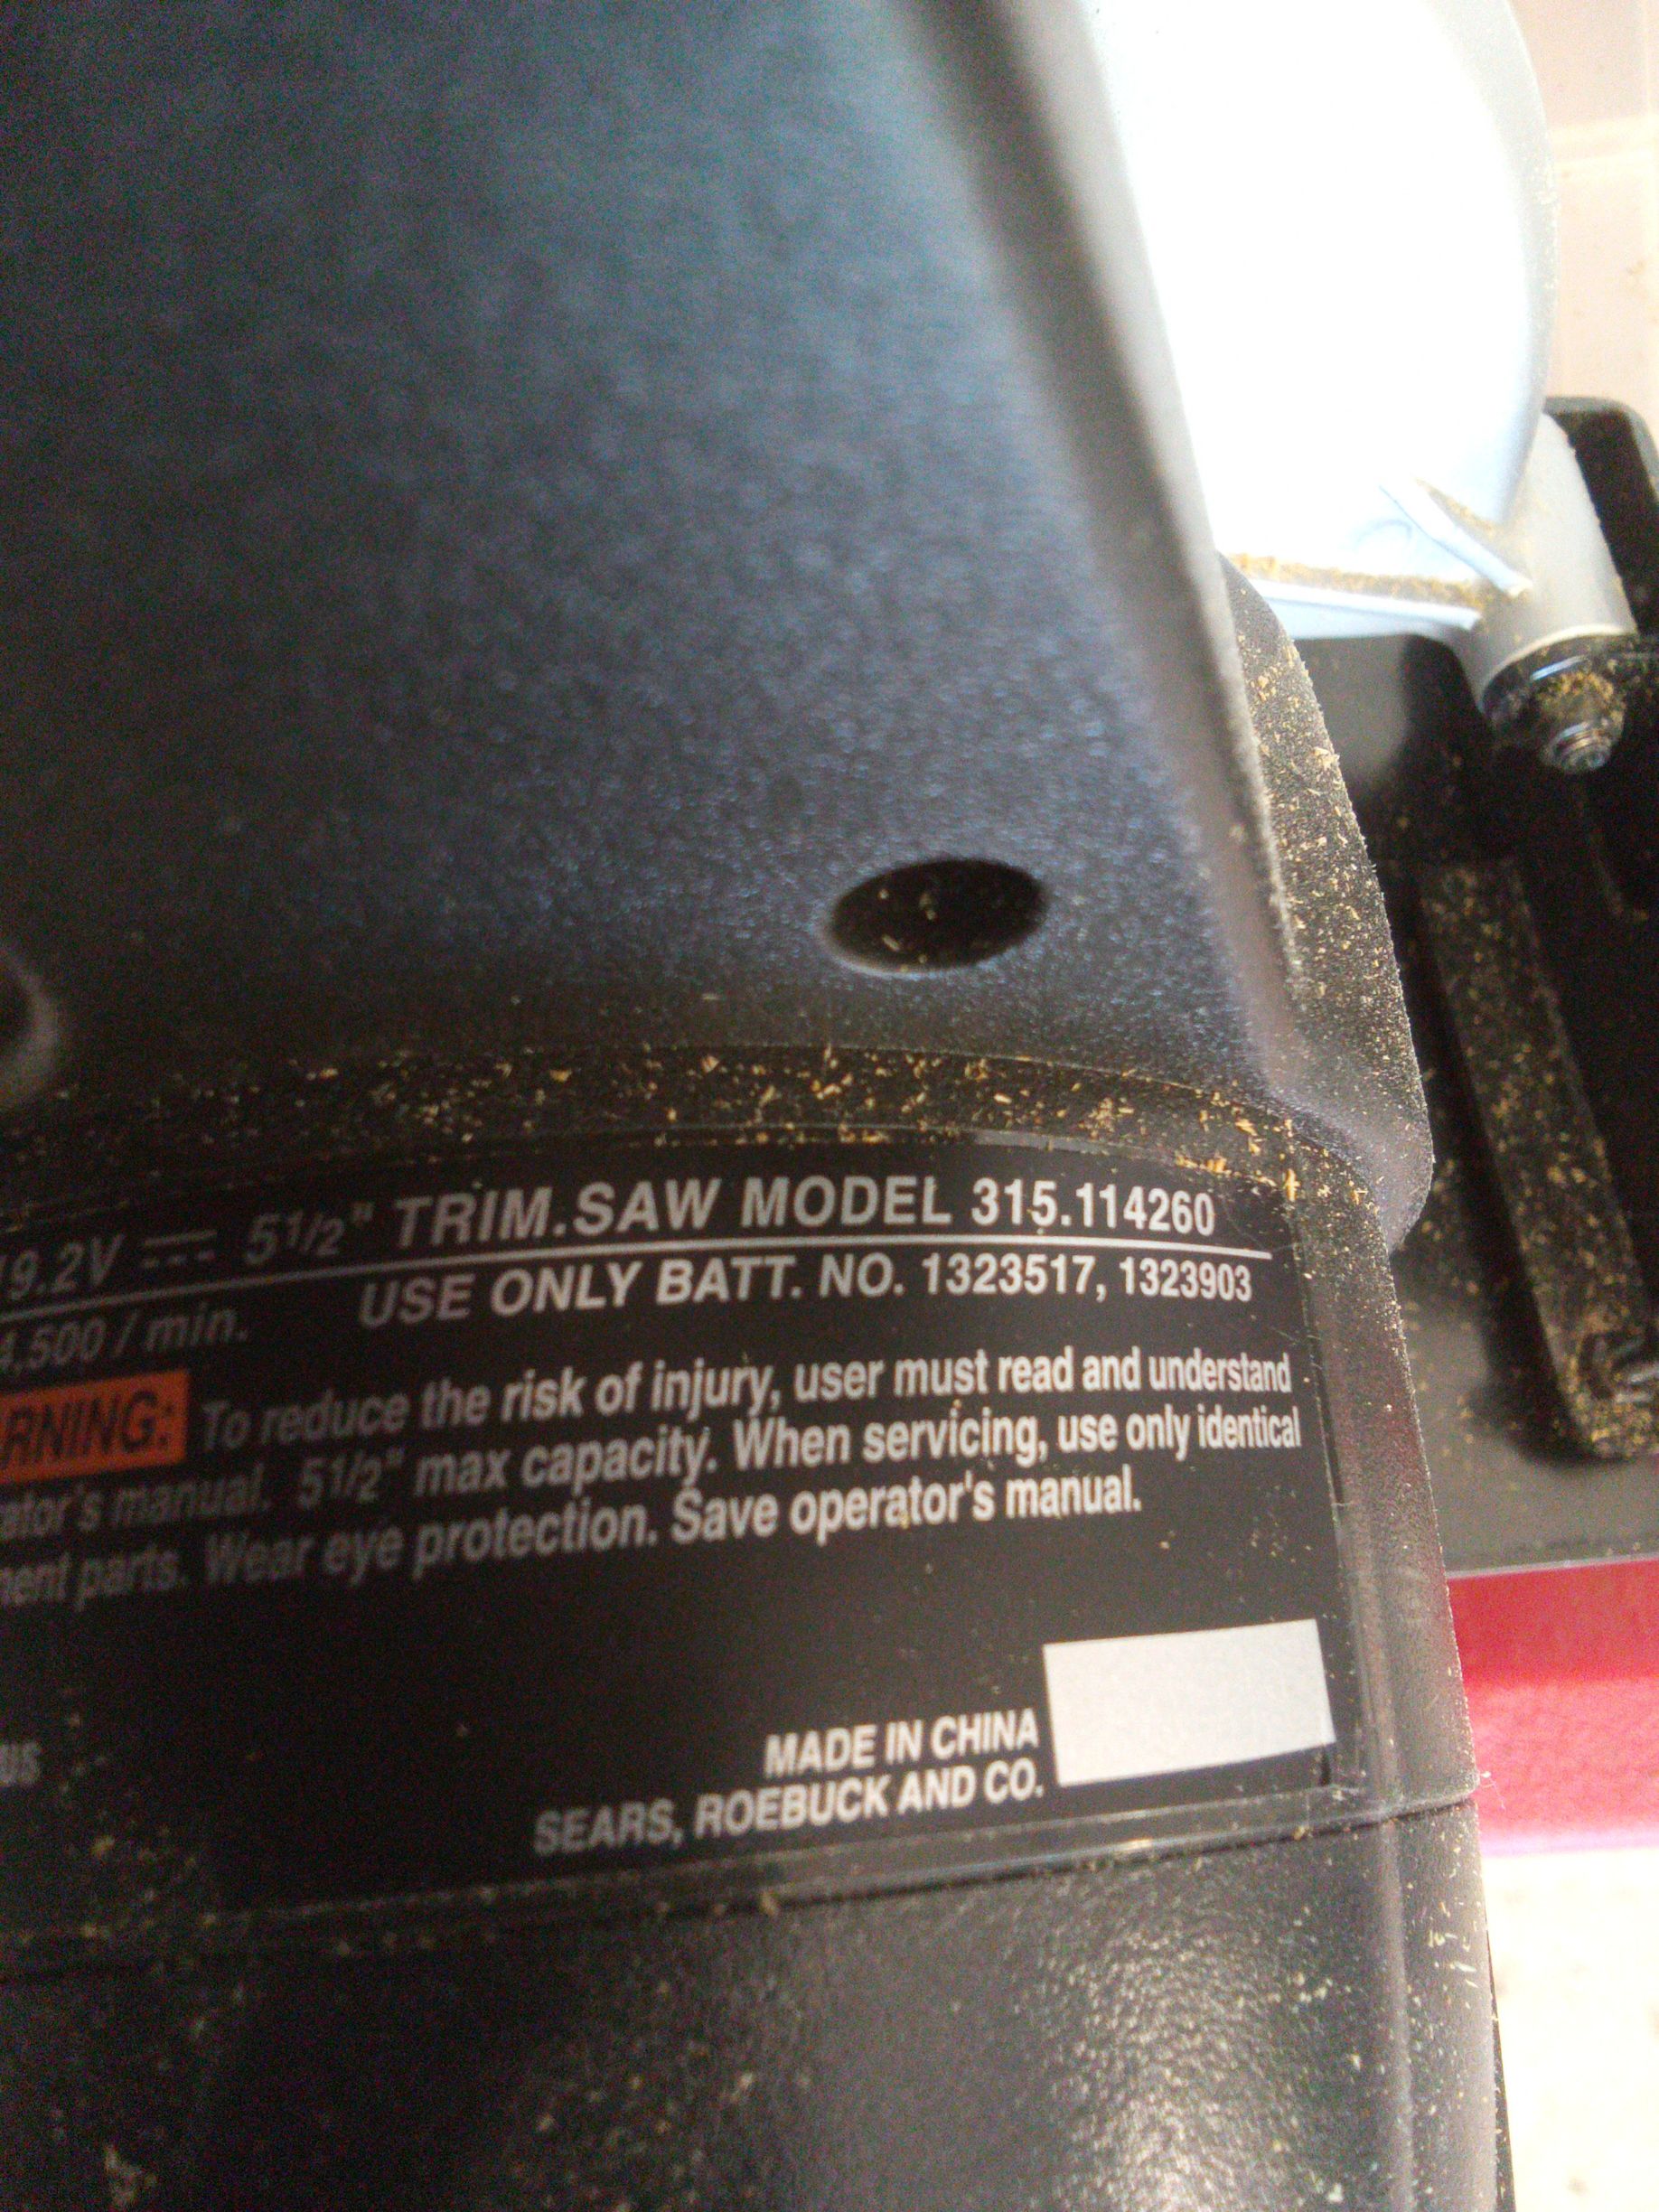 19.2V ⎓ 5 1/2" TRIM.SAW MODEL 315.114260
4,500 / min. USE ONLY BATT. NO. 1323517, 1323903
RNING: To reduce the risk of injury, user must read and understand
ator's manual. 5 1/2" max capacity. When servicing, use only identical
ment parts. Wear eye protection. Save operator's manual.
MADE IN CHINA
SEARS, ROEBUCK AND CO.